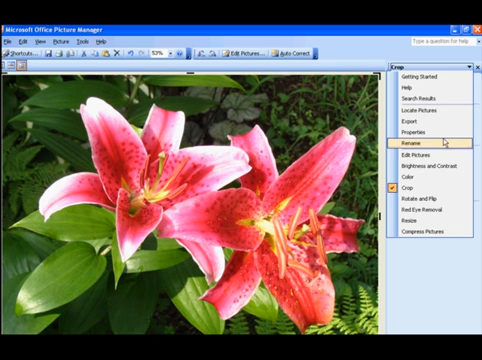 Microsoft Office Picture Manager
File Edit View Picture Tools Help
Type a question for help
Shortcuts...
53%
Edit Pictures...
Auto Correct
Crop
Getting Started
Help
Search Results
Locate Pictures
Export
Properties
Rename
Edit Pictures
Brightness and Contrast
Color
Crop
Rotate and Flip
Red Eye Removal
Resize
Compress Pictures